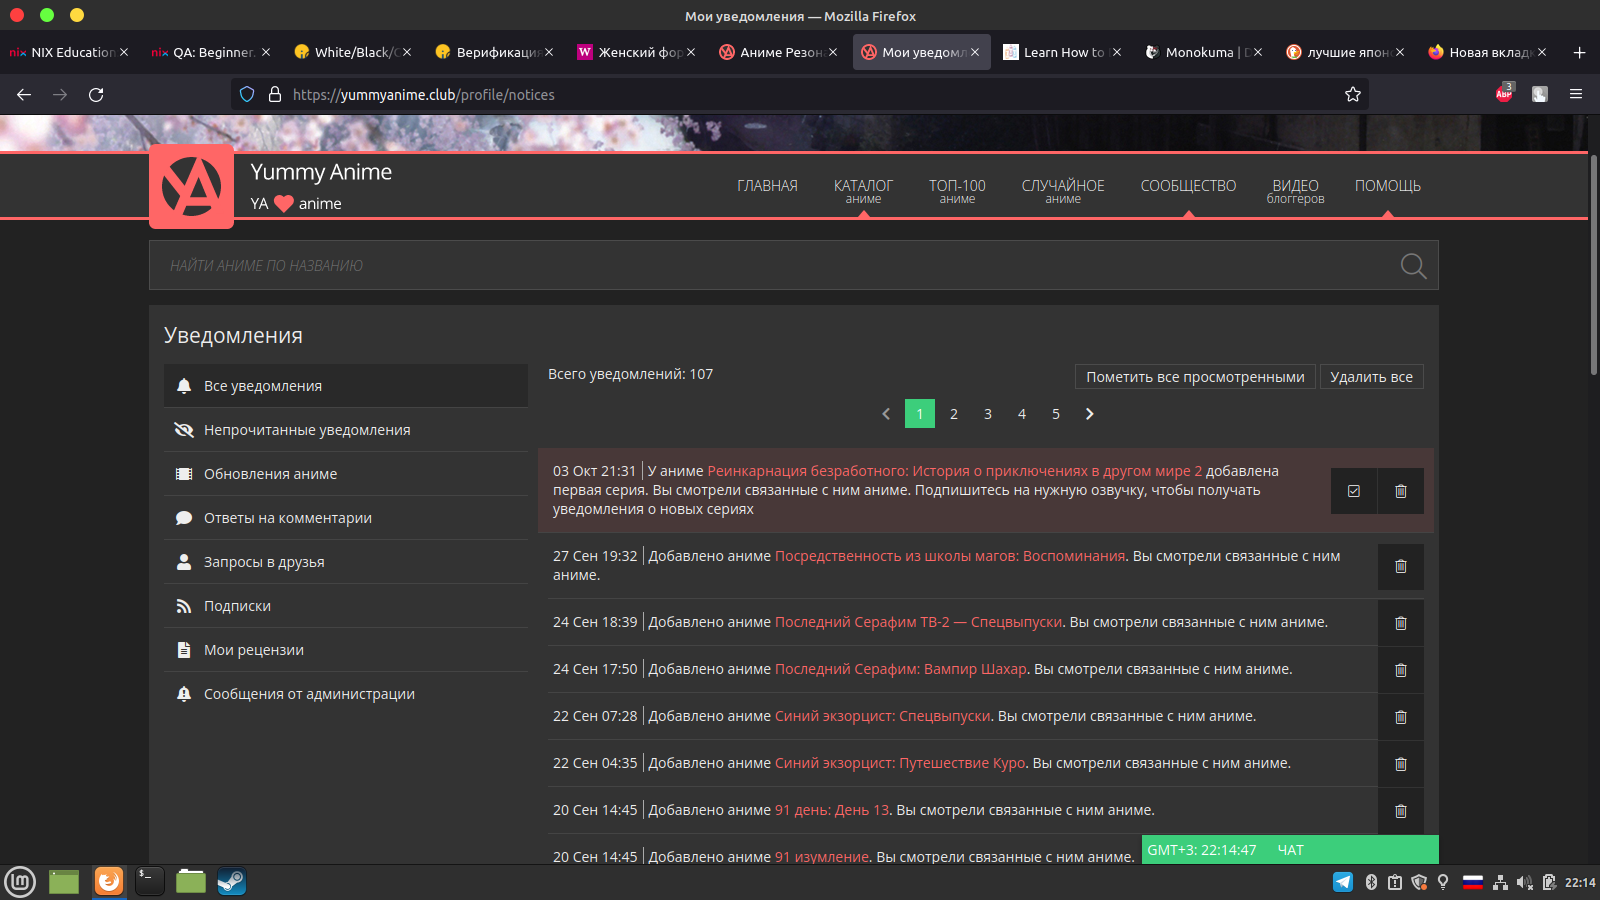 Мои уведомления — Mozilla Firefox
NIX Education
QA: Beginner.
White/Black/
Верификация
Женский фор
Аниме Резона
Мои уведомл
Learn How to
Monokuma |
лучшие япон
Новая вкладк
https://yummyanime.club/profile/notices
ABP 3
Yummy Anime
YA anime
ГЛАВНАЯ
КАТАЛОГ
аниме
ТОП-100
аниме
СЛУЧАЙНОЕ
аниме
СООБЩЕСТВО
ВИДЕО
блоггеров
ПОМОЩЬ
НАЙТИ АНИМЕ ПО НАЗВАНИЮ
Уведомления
Все уведомления
Непрочитанные уведомления
Обновления аниме
Ответы на комментарии
Запросы в друзья
Подписки
Мои рецензии
Сообщения от администрации
Всего уведомлений: 107
Пометить все просмотренными
Удалить все
1 2 3 4 5
03 Окт 21:31 | У аниме Реинкарнация безработного: История о приключениях в другом мире 2 добавлена
первая серия. Вы смотрели связанные с ним аниме. Подпишитесь на нужную озвучку, чтобы получать
уведомления о новых сериях
27 Сен 19:32 | Добавлено аниме Посредственность из школы магов: Воспоминания. Вы смотрели связанные с ним
аниме.
24 Сен 18:39 | Добавлено аниме Последний Серафим ТВ-2 — Спецвыпуски. Вы смотрели связанные с ним аниме.
24 Сен 17:50 | Добавлено аниме Последний Серафим: Вампир Шахар. Вы смотрели связанные с ним аниме.
22 Сен 07:28 | Добавлено аниме Синий экзорцист: Спецвыпуски. Вы смотрели связанные с ним аниме.
22 Сен 04:35 | Добавлено аниме Синий экзорцист: Путешествие Куро. Вы смотрели связанные с ним аниме.
20 Сен 14:45 | Добавлено аниме 91 день: День 13. Вы смотрели связанные с ним аниме.
20 Сен 14:45 | Добавлено аниме 91 изумление. Вы смотрели связанные с ним аниме.
GMT+3: 22:14:47 ЧАТ
22:14